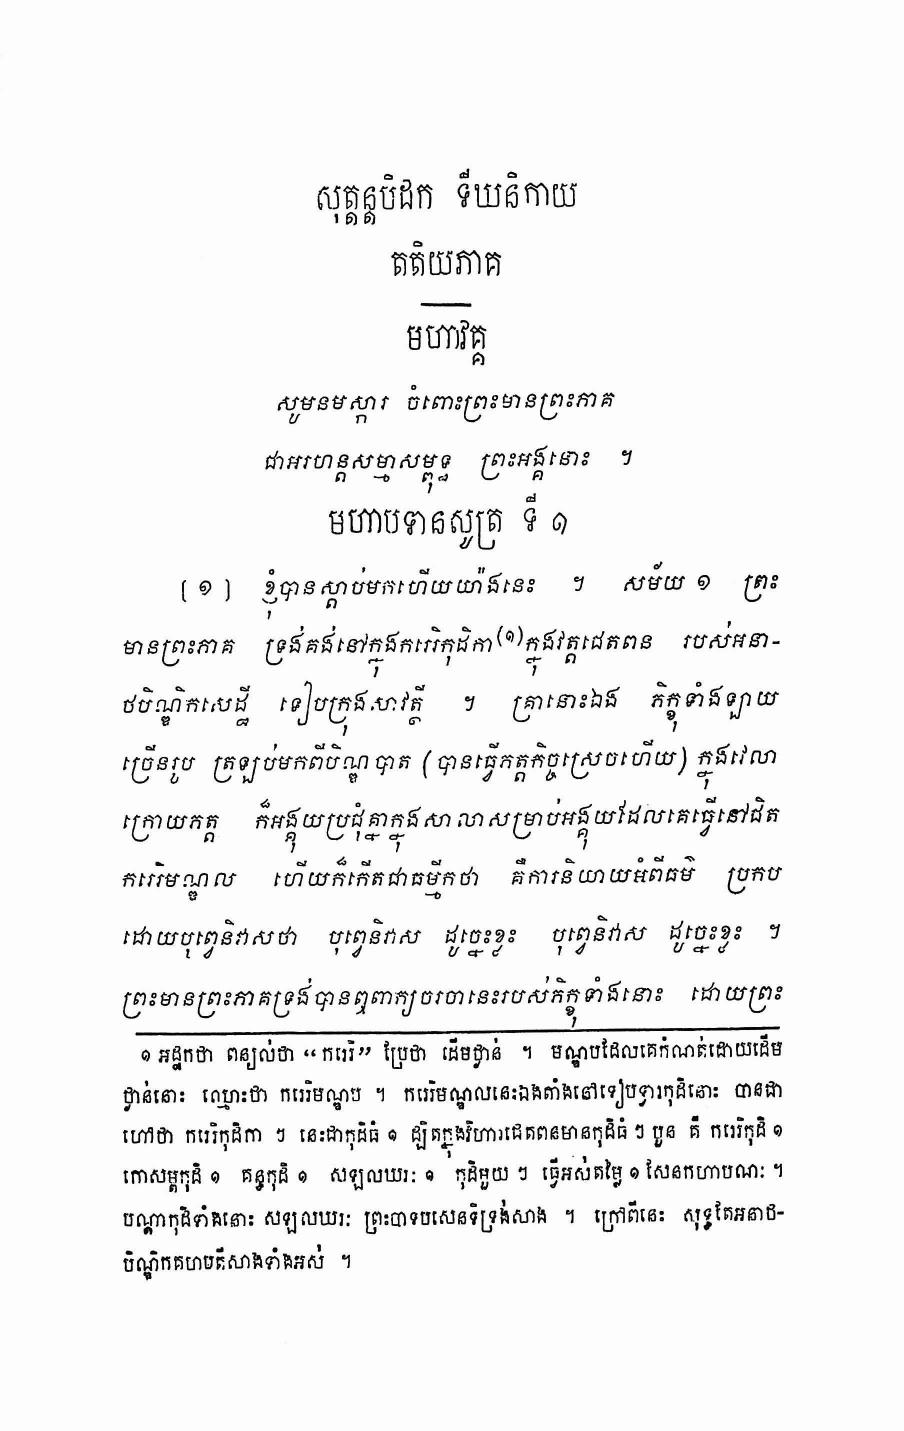 សុត្តន្តបិដក ទីឃនិកាយ
តតិយភាគ
មហាវគ្គ
សូមនមស្ការ ចំពោះព្រះមានព្រះភាគ
ជាអរហន្តសម្មាសម្ពុទ្ធ ព្រះអង្គនោះ ។
មហាបទានសូត្រ ទី ១
[ ១ ] ខ្ញុំបានស្តាប់មកហើយយ៉ាងនេះ ។ សម័យ ១ ព្រះ
មានព្រះភាគ ទ្រង់គង់នៅក្នុងករេរិកុដិកា(១)ក្នុងវត្តជេតពន របស់អនា-
ថបិណ្ឌិកសេដ្ឋី ទៀបក្រុងសាវត្ថី ។ គ្រានោះឯង ភិក្ខុទាំងឡាយ
ច្រើនរូប ត្រឡប់មកពីបិណ្ឌបាត (បានធ្វើកត្តកិច្ចស្រេចហើយ) ក្នុងវេលា
ក្រោយភត្ត ក៏អង្គុយប្រជុំគ្នាក្នុងសាលាសម្រាប់អង្គុយដែលគេធ្វើនៅជិត
ករេរិមណ្ឌល ហើយក៏កើតជាធម្មីកថា គឺការនិយាយអំពីធម៌ ប្រកប
ដោយបុព្វេនិវាសថា បុព្វេនិវាស ដូច្នេះខ្លះ បុព្វេនិវាស ដូច្នុះខ្លះ ។
ព្រះមានព្រះភាគទ្រង់បានឮពាក្យចរចានេះរបស់ភិក្ខុទាំងនោះ ដោយព្រះ
១ អដ្ឋកថា ពន្យល់ថា “ករេរិ” ប្រែថា ដើមថ្ងាន់ ។ មណ្ឌបដែលគេកំណត់ដោយដើម
ថ្ងាន់នោះ ឈ្មោះថា ករេរិមណ្ឌប ។ ករេរិមណ្ឌលនេះឯងតាំងនៅទៀបទ្វារកុដិនោះ បានជា
ហៅថា ករេរិកុដិកា ៗ នេះជាកុដិធំ ១ ដ្បិតក្នុងវិហារជេតពនមានកុដិធំ ៗ បួន គឺ ករេរិកុដិ ១
កោសម្ពកុដិ ១ គន្ធកុដិ ១ សឡលឃរៈ ១ កុដិមួយ ៗ ធ្វើអស់តម្លៃ ១ សែនកហាបណៈ ។
បណ្តាកុដិទាំងនោះ សឡលឃរៈ ព្រះបាទបសេនទិទ្រង់សាង ។ ក្រៅពីនេះ សុទ្ធតែអនាថ-
បិណ្ឌិកគហបតីសាងទាំងអស់ ។